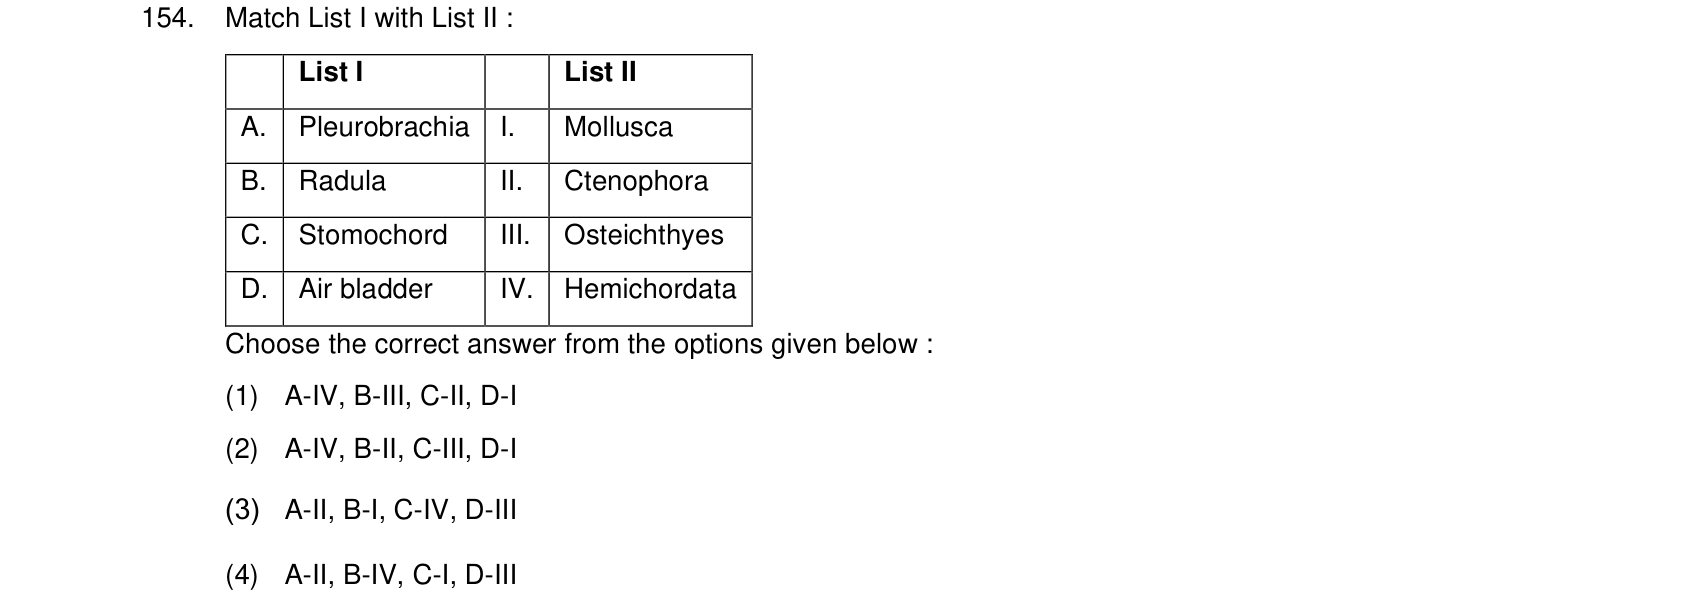 154. Match List I with List II :
List I List II
A. Pleurobrachia I. Mollusca
B. Radula II. Ctenophora
C. Stomochord III. Osteichthyes
D. Air bladder IV. Hemichordata
Choose the correct answer from the options given below :
(1) A-IV, B-III, C-II, D-I
(2) A-IV, B-II, C-III, D-I
(3) A-II, B-I, C-IV, D-III
(4) A-II, B-IV, C-I, D-III